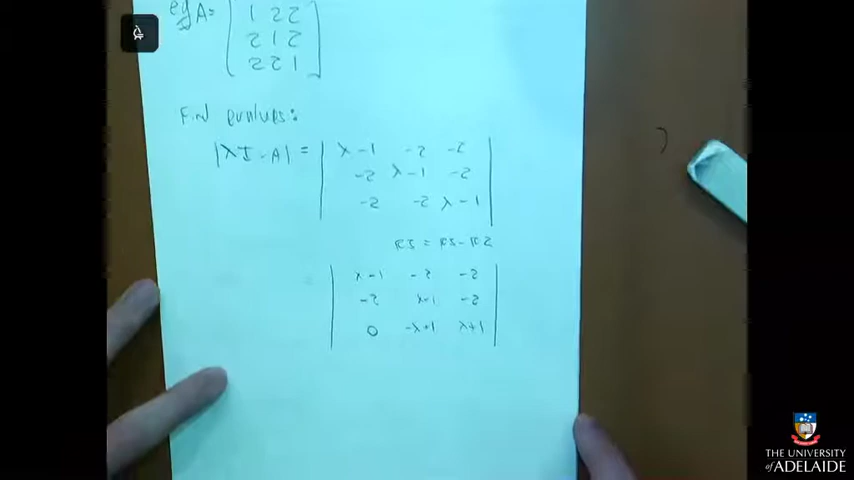 eg A = ( 1 2 2
2 1 2
2 2 1 )
Find evalues:
|λI-A| = | λ-1 -2 -2 |
| -2 λ-1 -2 |
| -2 -2 λ-1 |
R3 = R3-R2
| λ-1 -2 -2 |
| -2 λ-1 -2 |
| 0 -λ+1 λ+1 |
THE UNIVERSITY
of ADELAIDE